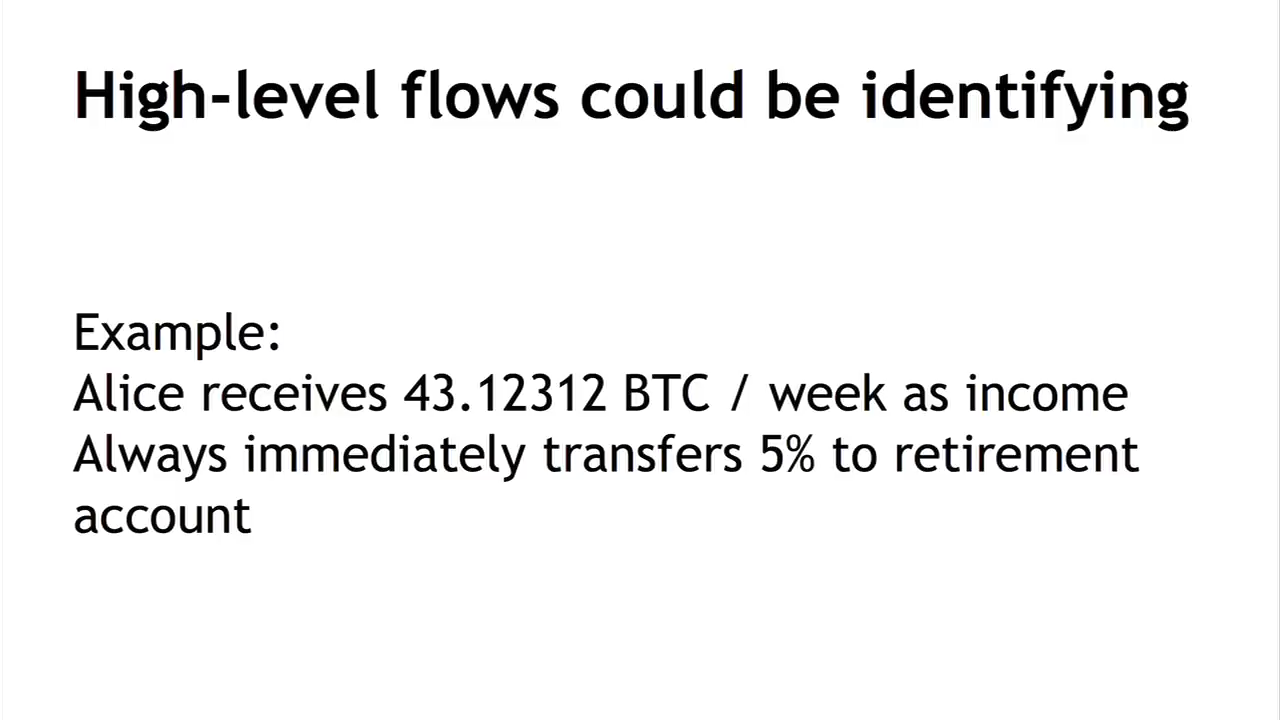 High-level flows could be identifying
Example:
Alice receives 43.12312 BTC / week as income
Always immediately transfers 5% to retirement
account